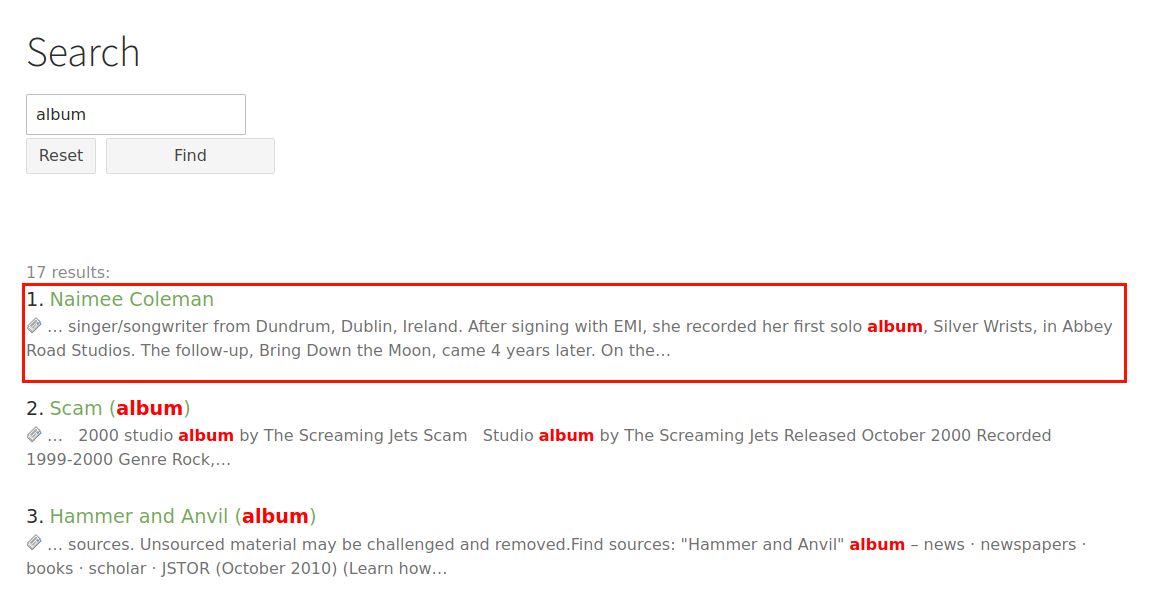 Search
album
Reset Find
17 results:
1. Naimee Coleman
... singer/songwriter from Dundrum, Dublin, Ireland. After signing with EMI, she recorded her first solo album, Silver Wrists, in Abbey
Road Studios. The follow-up, Bring Down the Moon, came 4 years later. On the...
2. Scam (album)
... 2000 studio album by The Screaming Jets Scam Studio album by The Screaming Jets Released October 2000 Recorded
1999-2000 Genre Rock,...
3. Hammer and Anvil (album)
... sources. Unsourced material may be challenged and removed.Find sources: "Hammer and Anvil" album – news · newspapers ·
books · scholar · JSTOR (October 2010) (Learn how...